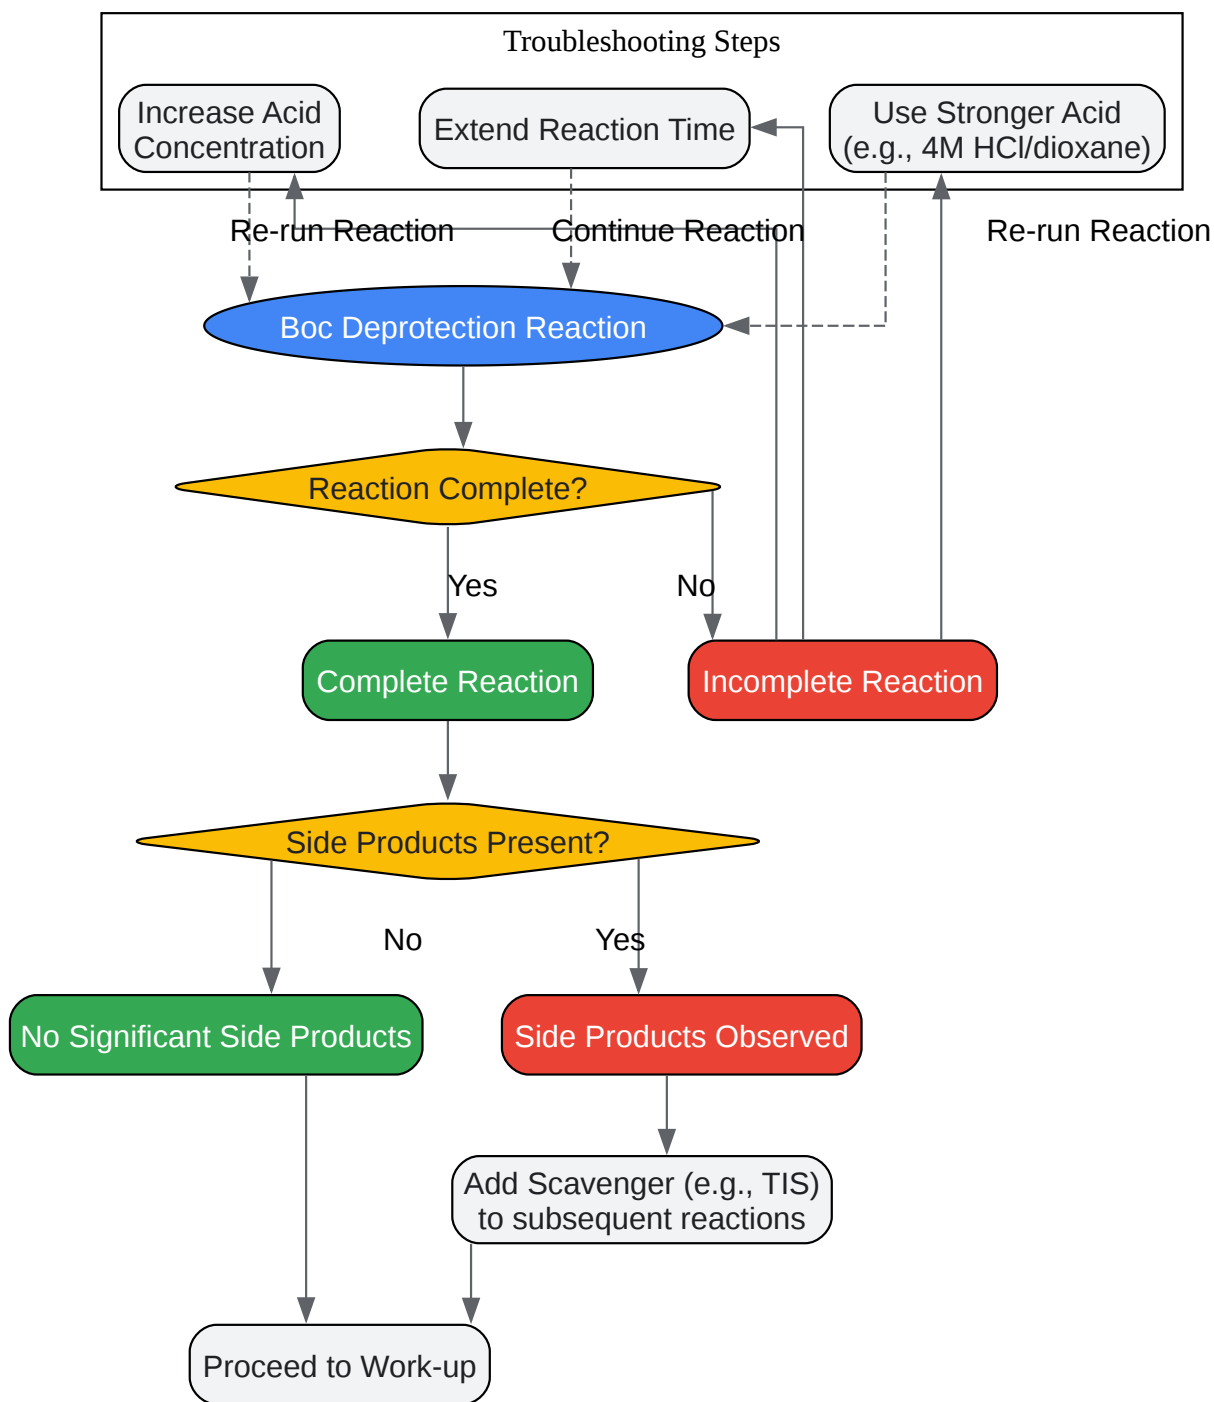 Troubleshooting Steps
Increase Acid
Concentration
Extend Reaction Time
Use Stronger Acid
(e.g., 4M HCl/dioxane)
Re-run Reaction
Continue Reaction
Re-run Reaction
Boc Deprotection Reaction
Reaction Complete?
Yes
No
Complete Reaction
Incomplete Reaction
Side Products Present?
No
Yes
No Significant Side Products
Side Products Observed
Add Scavenger (e.g., TIS)
to subsequent reactions
Proceed to Work-up